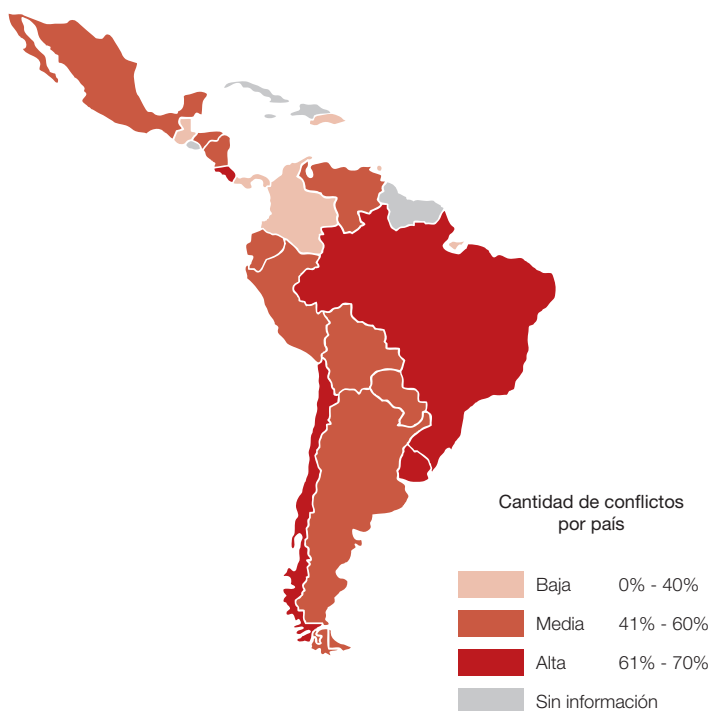 Cantidad de conflictos
por país
Baja 0% - 40%
Media 41% - 60%
Alta 61% - 70%
Sin información